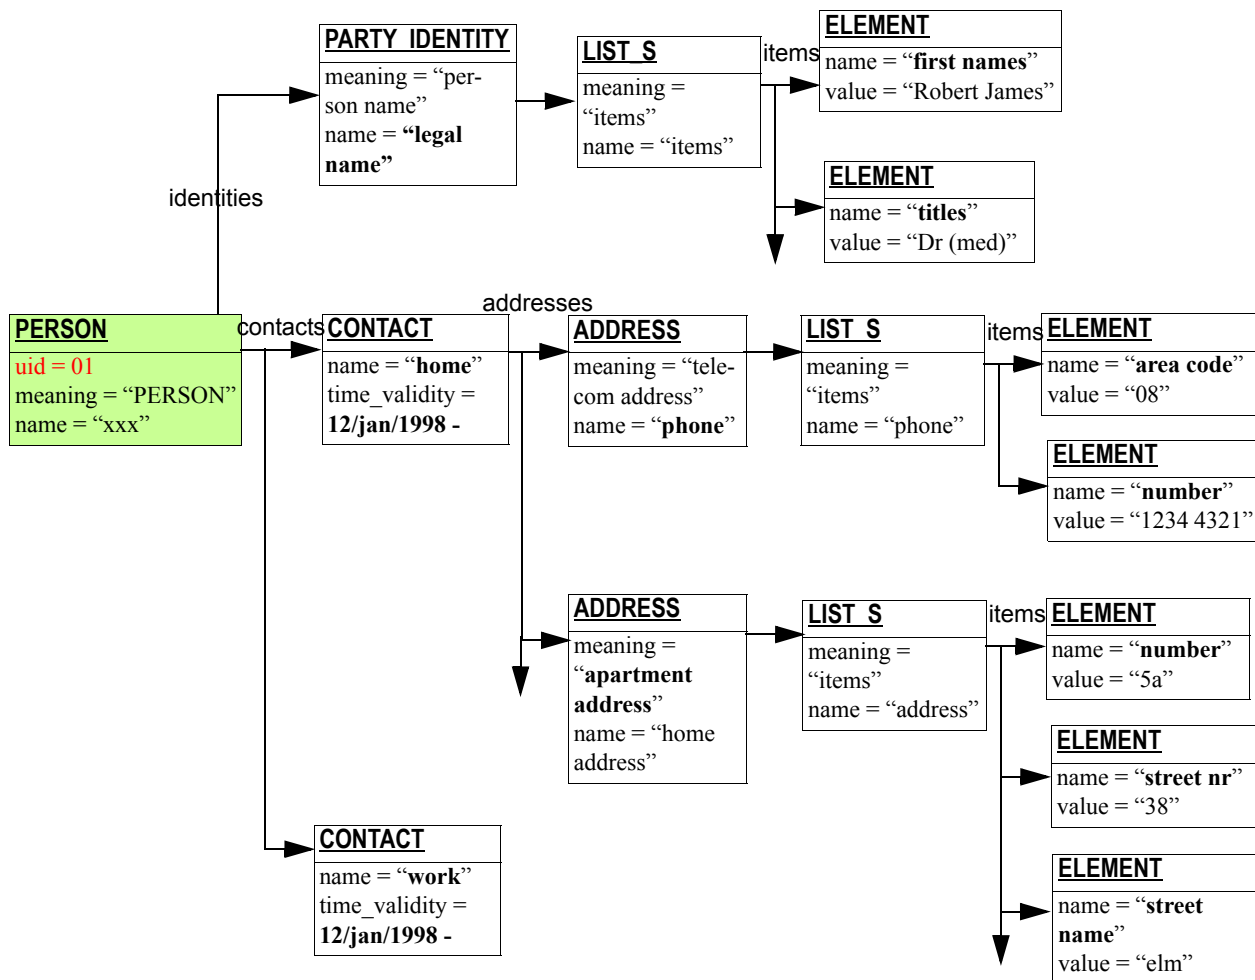 PARTY_IDENTITY
meaning = “per-
son name”
name = “legal
name”
LIST_S
meaning =
“items”
name = “items”
items
ELEMENT
name = “first names”
value = “Robert James”
ELEMENT
name = “titles”
value = “Dr (med)”
identities
PERSON
uid = 01
meaning = “PERSON”
name = “xxx”
contacts
CONTACT
name = “home”
time_validity =
12/jan/1998 -
addresses
ADDRESS
meaning = “tele-
com address”
name = “phone”
LIST_S
meaning =
“items”
name = “phone”
items
ELEMENT
name = “area code”
value = “08”
ELEMENT
name = “number”
value = “1234 4321”
ADDRESS
meaning =
“apartment
address”
name = “home
address”
LIST_S
meaning =
“items”
name = “address”
items
ELEMENT
name = “number”
value = “5a”
ELEMENT
name = “street nr”
value = “38”
ELEMENT
name = “street
name”
value = “elm”
CONTACT
name = “work”
time_validity =
12/jan/1998 -